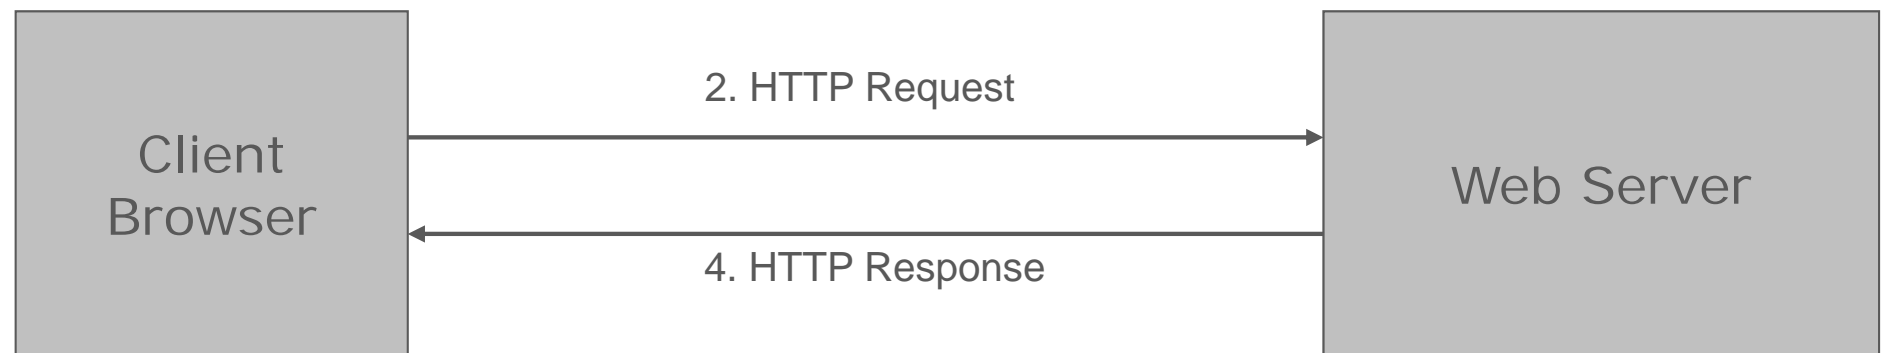 Client
Browser
2. HTTP Request
4. HTTP Response
Web Server